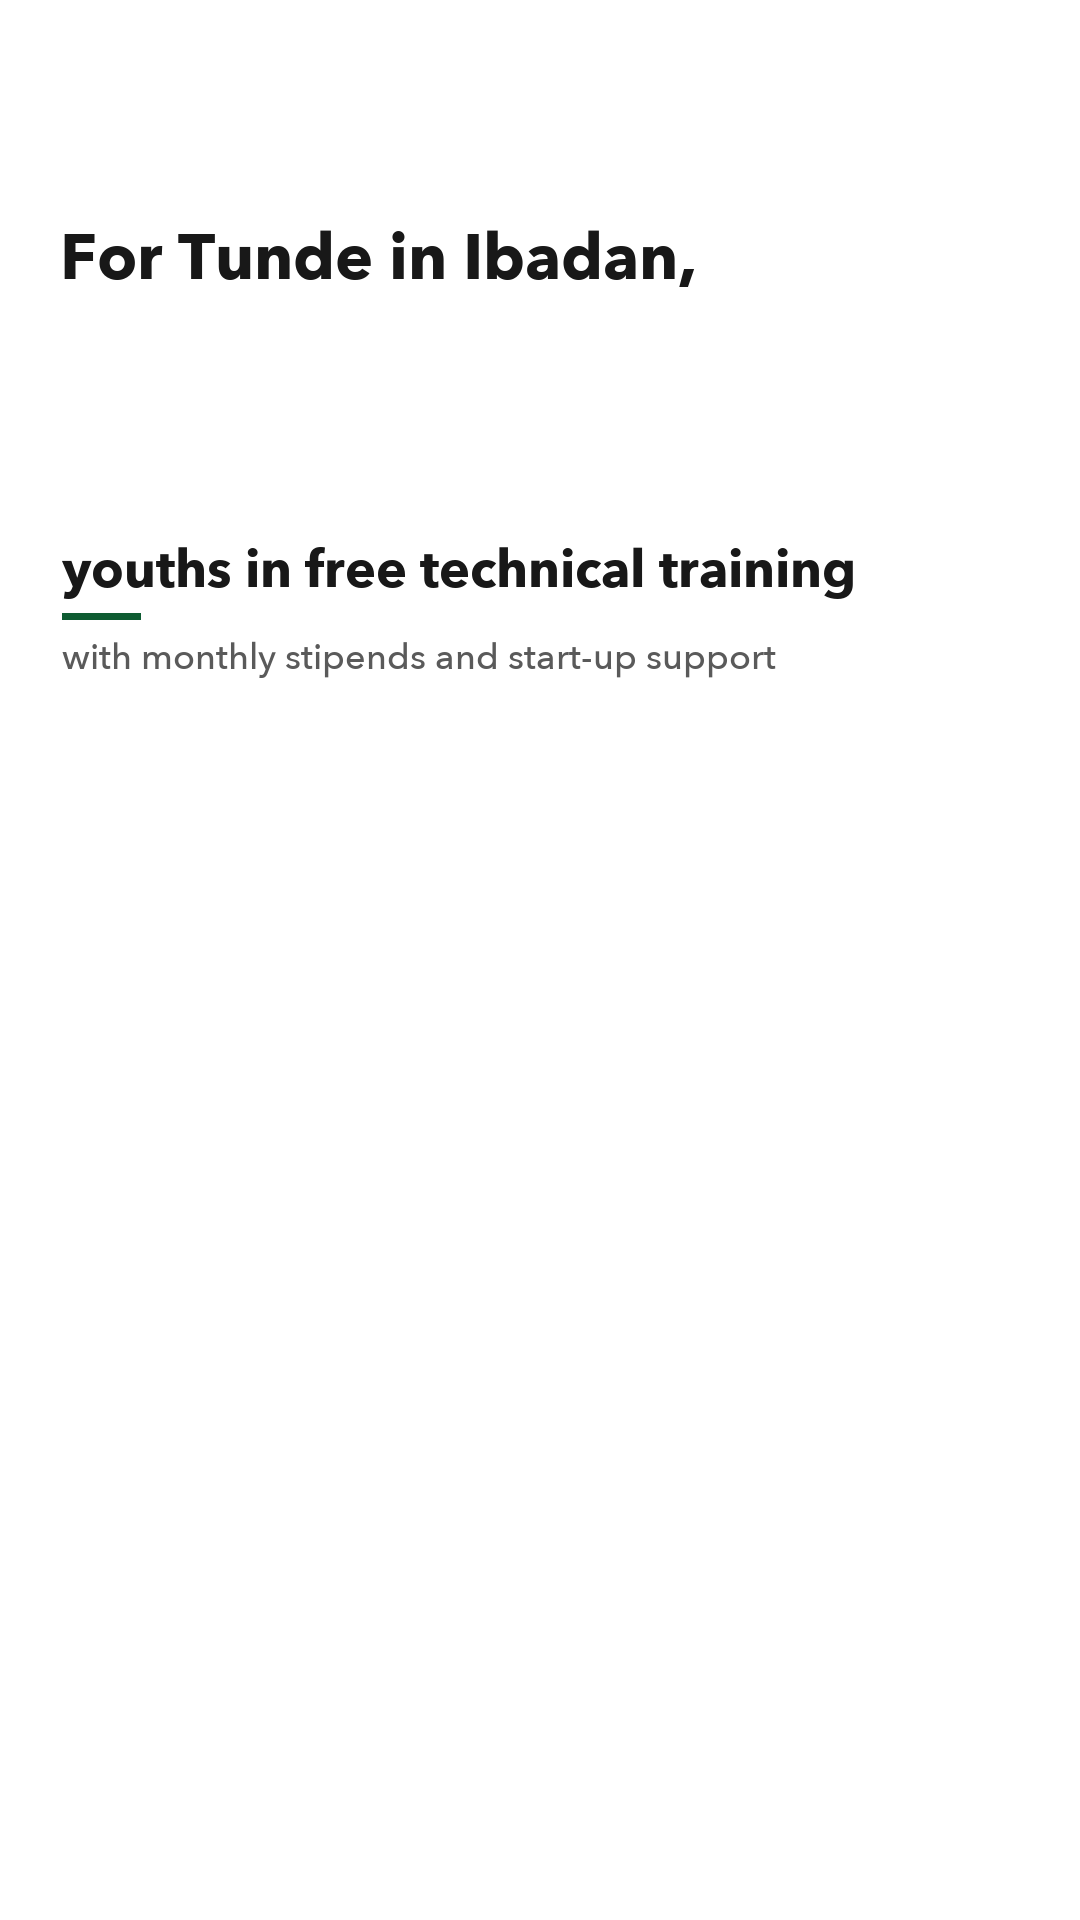 For Tunde in Ibadan,
youths in free technical training
with monthly stipends and start-up support